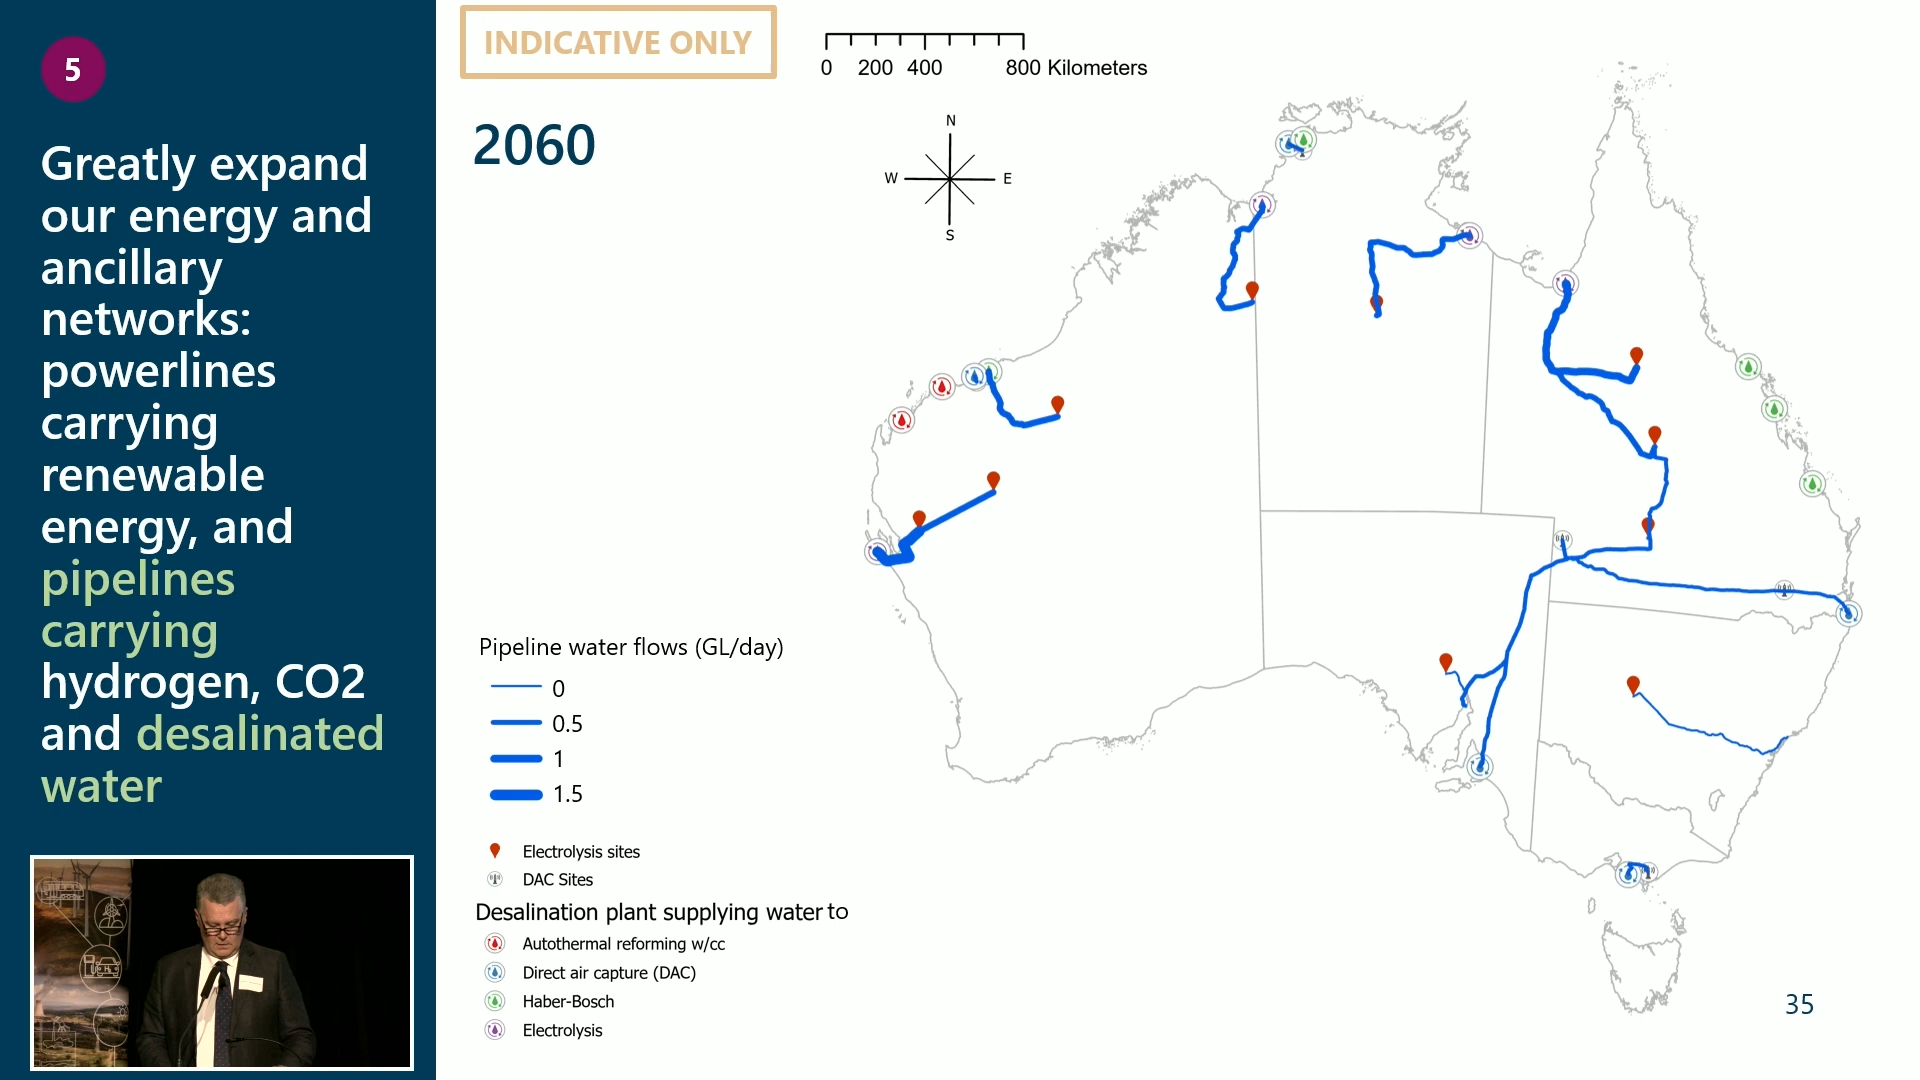 5
Greatly expand
our energy and
ancillary
networks:
powerlines
carrying
renewable
energy, and
pipelines
carrying
hydrogen, CO2
and desalinated
water
INDICATIVE ONLY
0 200 400 800 Kilometers
2060
N
W E
S
Pipeline water flows (GL/day)
0
0.5
1
1.5
Electrolysis sites
DAC Sites
Desalination plant supplying water to
Autothermal reforming w/cc
Direct air capture (DAC)
Haber-Bosch
Electrolysis
35